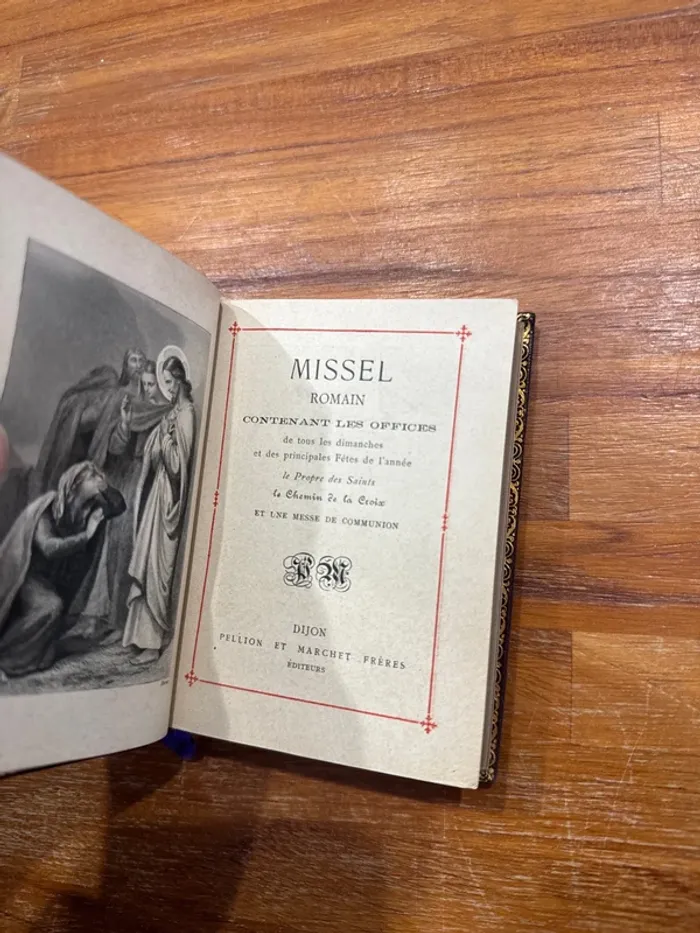 MISSEL
ROMAIN
CONTENANT LES OFFICES
de tous les dimanches
et des principales Fêtes de l'année
le Propre des Saints
le Chemin de la Croix
ET UNE MESSE DE COMMUNION
PM
DIJON
PELLION ET MARCHET FRÈRES
ÉDITEURS